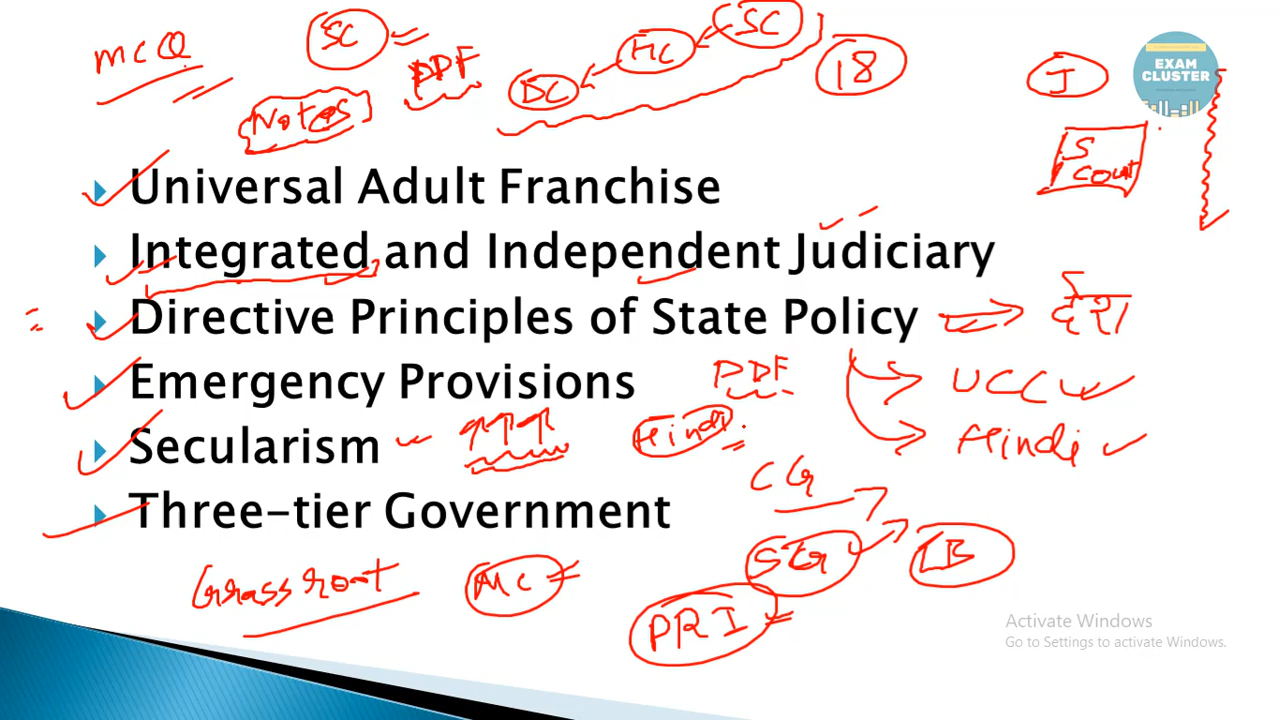 MCQ
SC
PDF
Notes
DC HC SC
18
J
EXAM
CLUSTER
S
Court
Universal Adult Franchise
Integrated and Independent Judiciary
Directive Principles of State Policy
देश
Emergency Provisions
PDF
UCC
Secularism
Hindi
Hindi
CG
Three-tier Government
SG
LB
Grass root
MC
PRI
Activate Windows
Go to Settings to activate Windows.